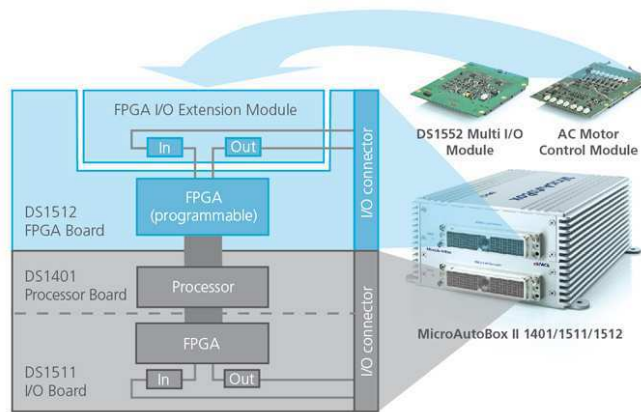 FPGA I/O Extension Module
In
Out
FPGA
(programmable)
DS1512
FPGA Board
I/O connector
DS1401
Processor Board
Processor
FPGA
DS1511
I/O Board
In
Out
I/O connector
DS1552 Multi I/O
Module
AC Motor
Control Module
MicroAutoBox
MicroAutoBox II 1401/1511/1512